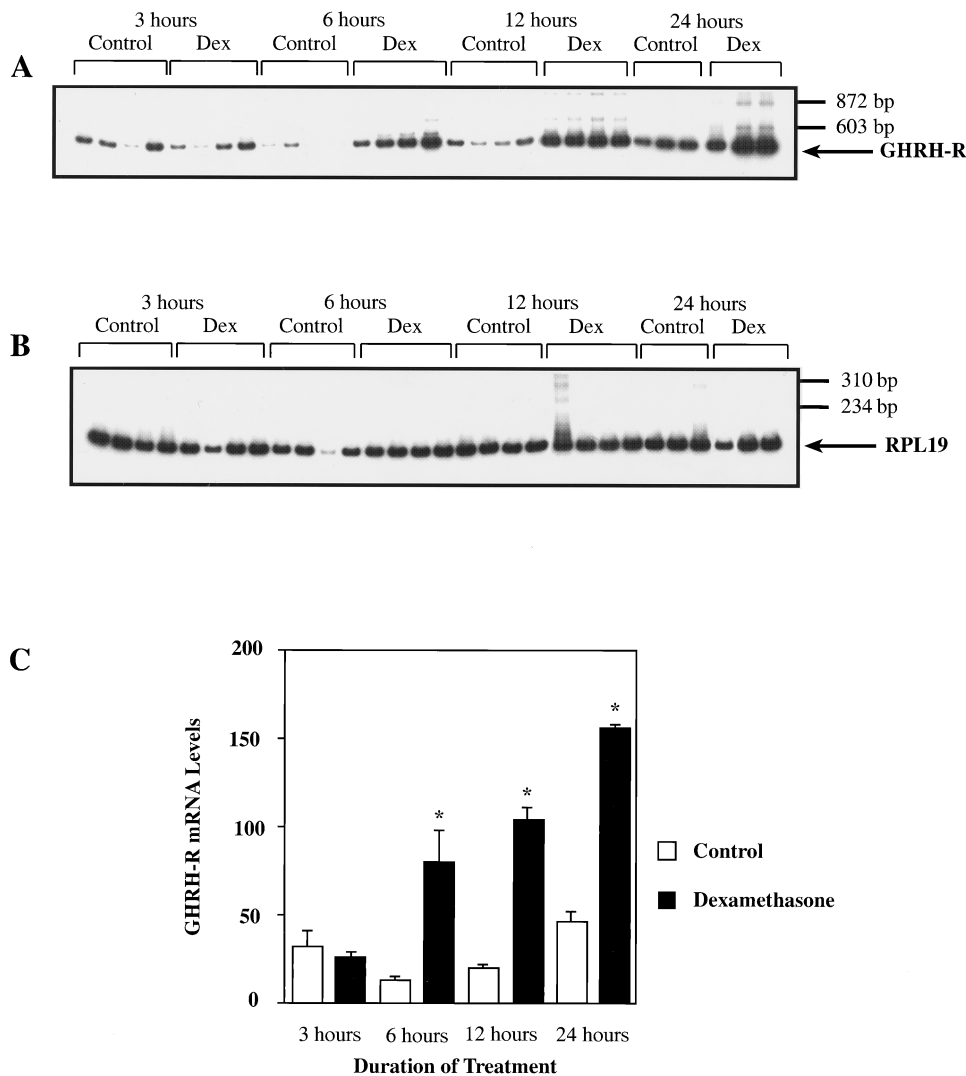 3 hours 6 hours 12 hours 24 hours
Control Dex Control Dex Control Dex Control Dex
A
872 bp
603 bp
GHRH-R
3 hours 6 hours 12 hours 24 hours
Control Dex Control Dex Control Dex Control Dex
B
310 bp
234 bp
RPL19
C
200
150
100
50
0
GHRH-R mRNA Levels
* * *
Control
Dexamethasone
3 hours 6 hours 12 hours 24 hours
Duration of Treatment